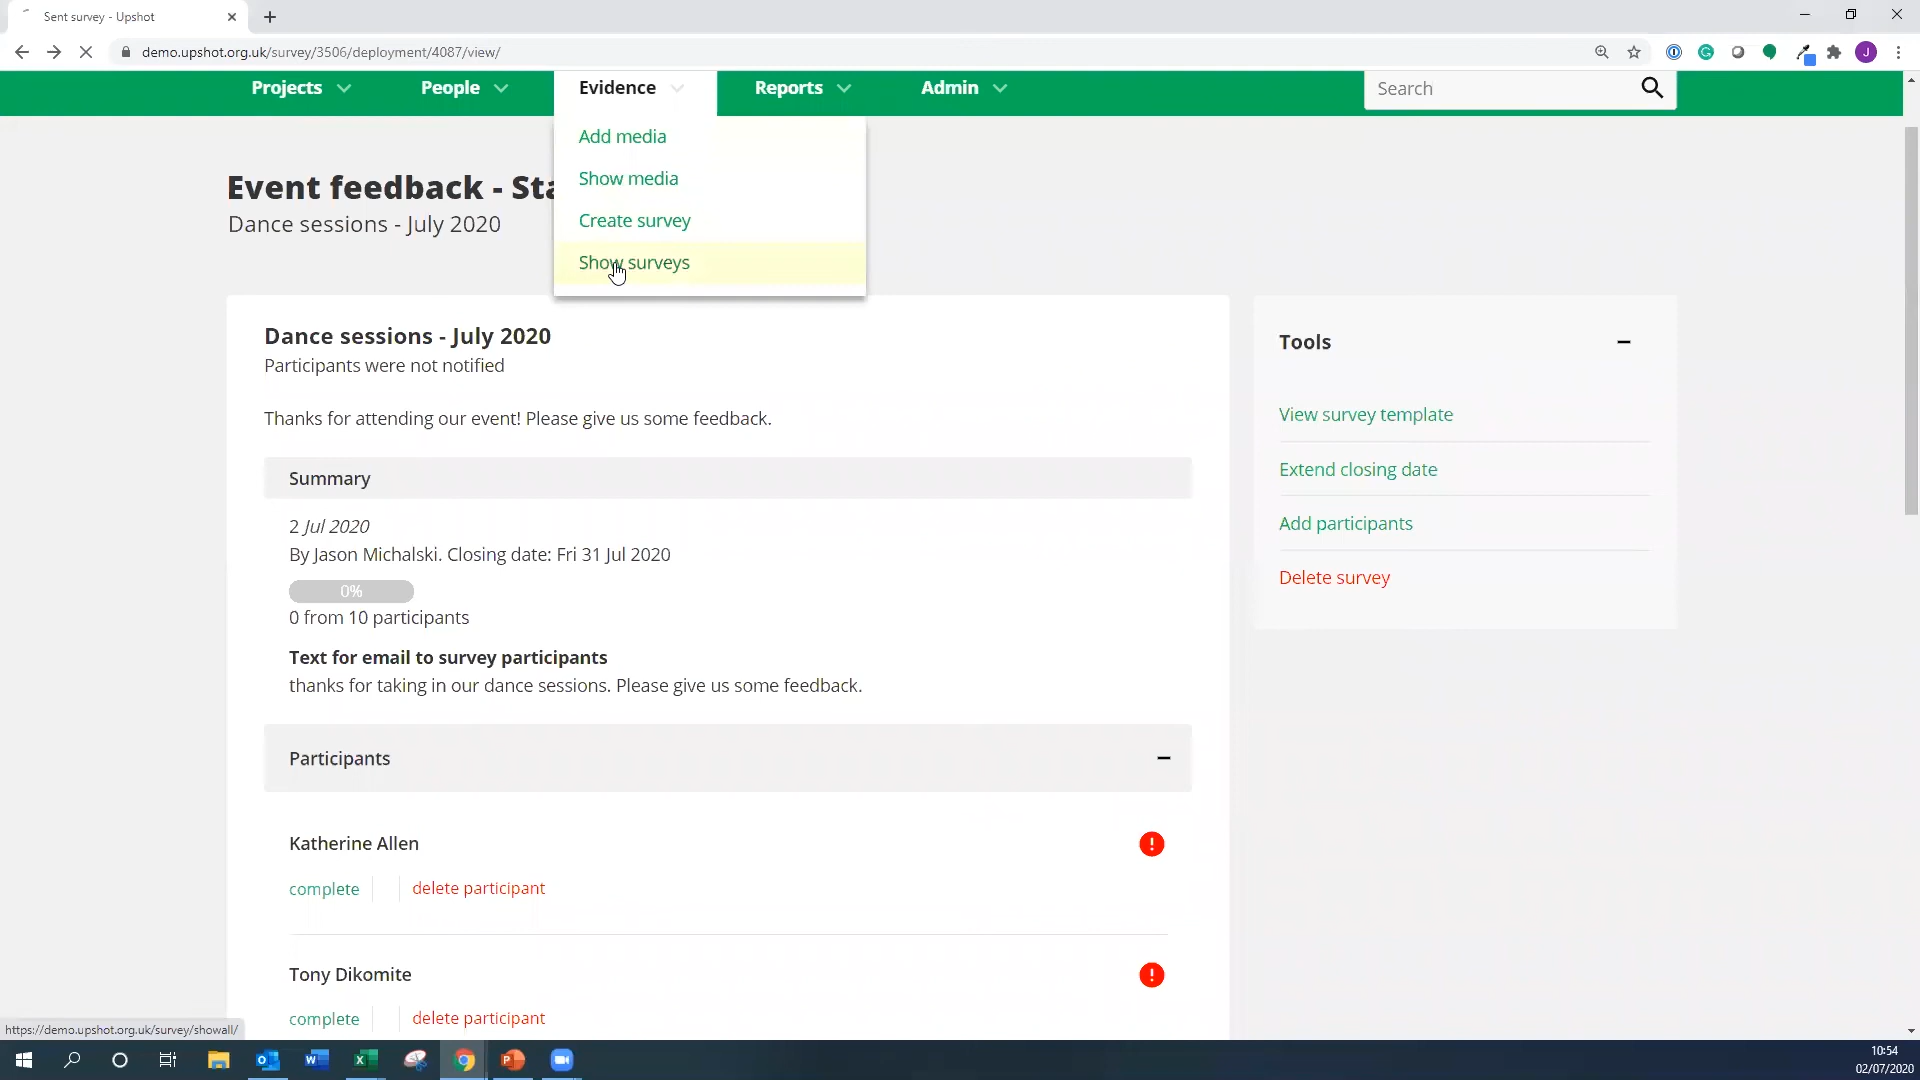 Sent survey - Upshot
demo.upshot.org.uk/survey/3506/deployment/4087/view/
J
Projects
People
Evidence
Reports
Admin
Search
Add media
Show media
Create survey
Show surveys
Event feedback -
Dance sessions - July 2020
Dance sessions - July 2020
Participants were not notified
Thanks for attending our event! Please give us some feedback.
Summary
2 Jul 2020
By Jason Michalski. Closing date: Fri 31 Jul 2020
0%
0 from 10 participants
Text for email to survey participants
thanks for taking in our dance sessions. Please give us some feedback.
Participants
Katherine Allen
complete
delete participant
Tony Dikomite
complete
delete participant
Tools
View survey template
Extend closing date
Add participants
Delete survey
https://demo.upshot.org.uk/survey/showall/
10:54
02/07/2020